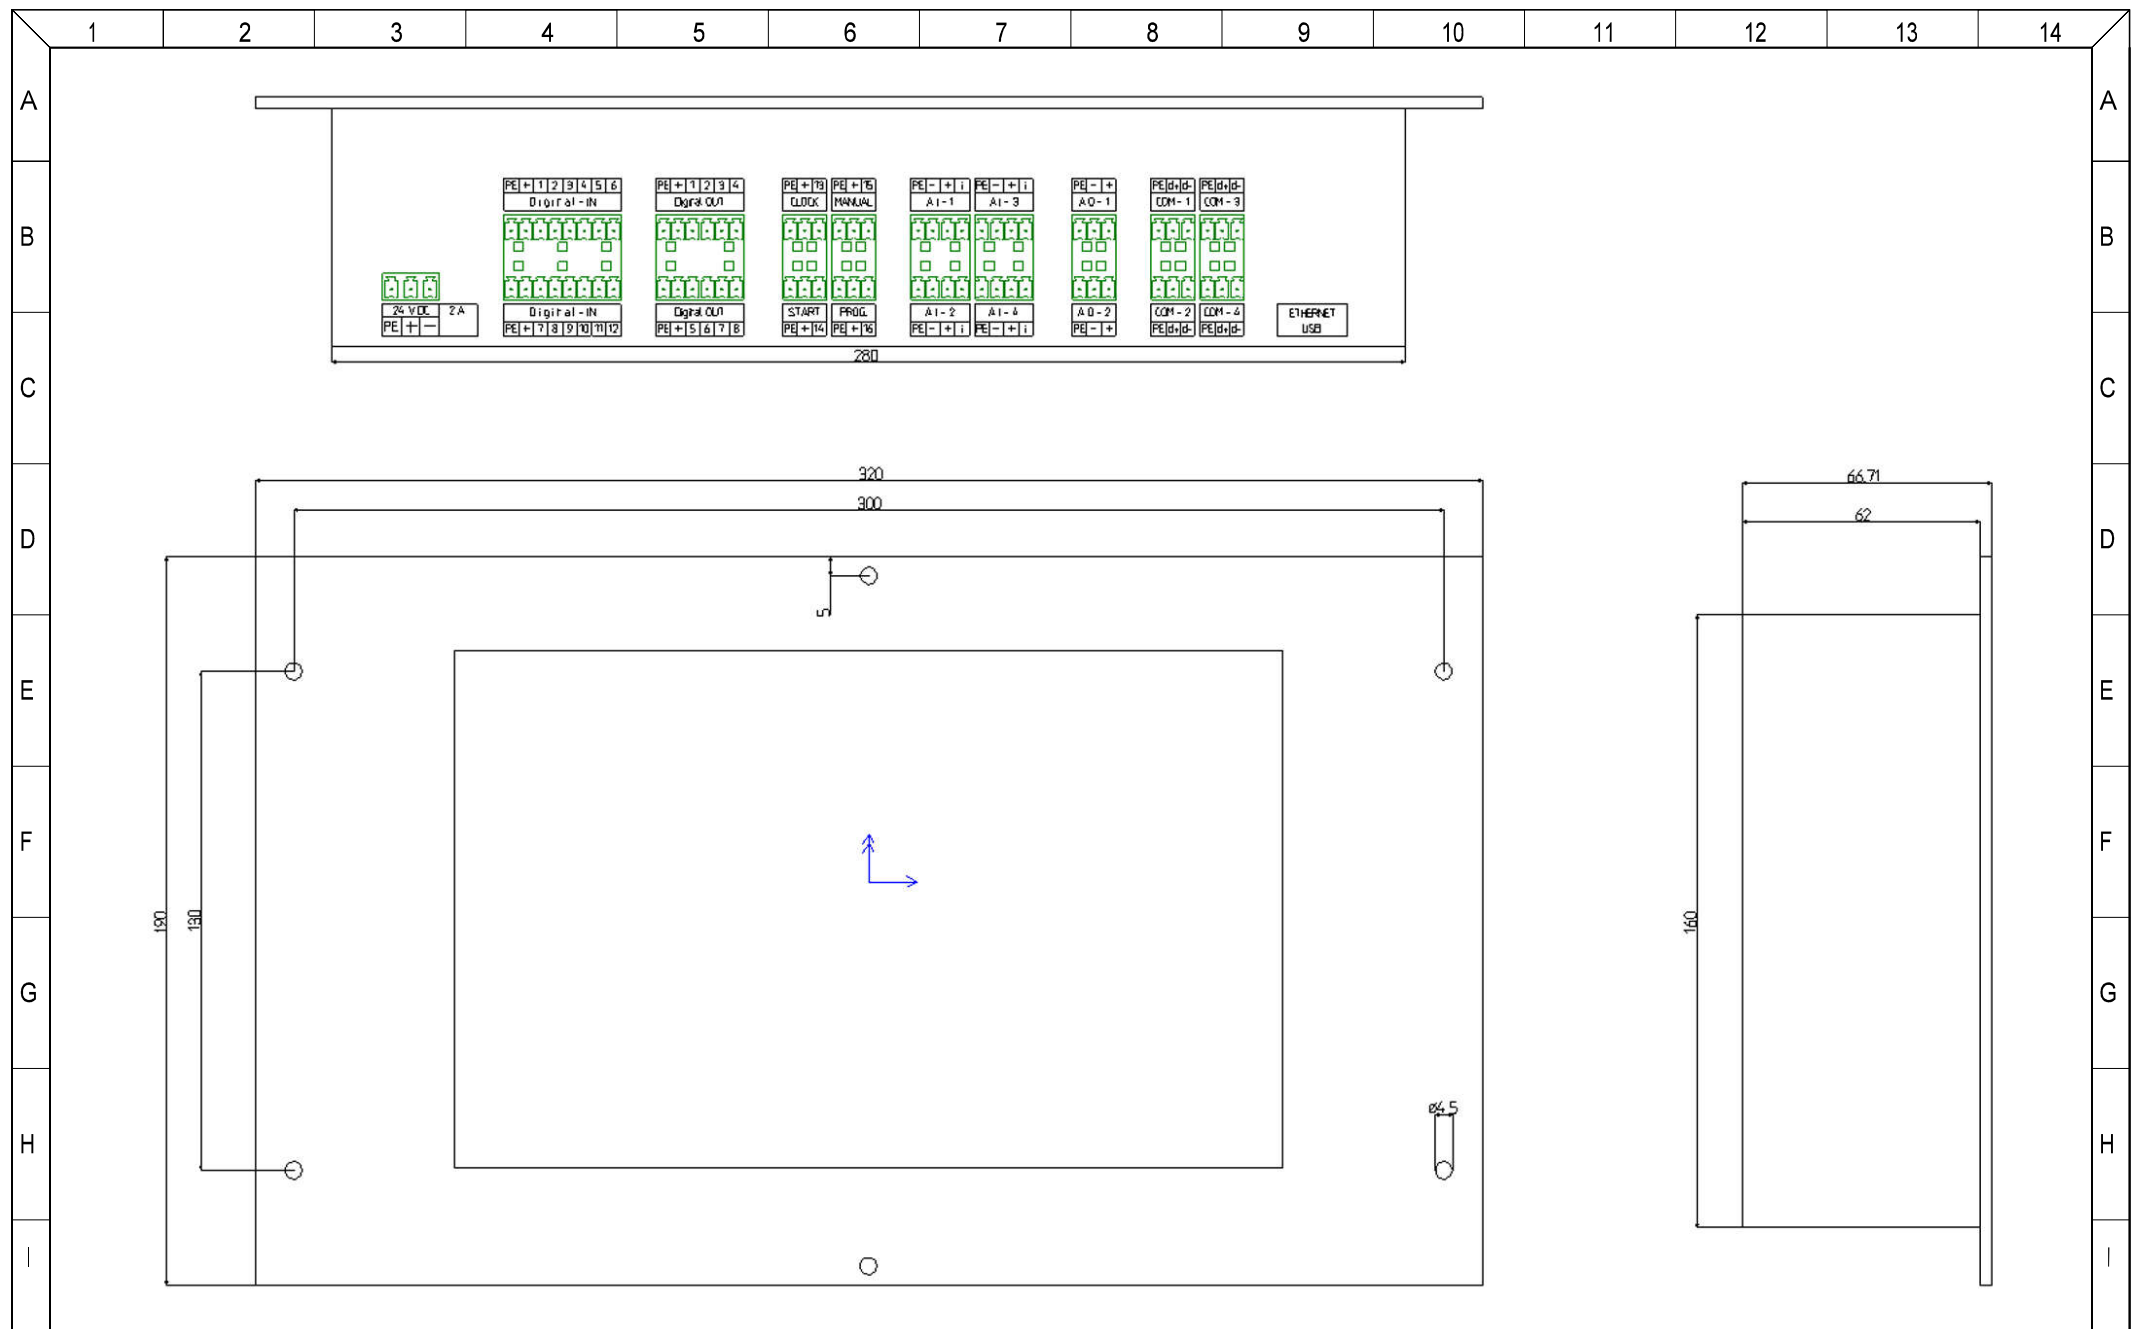 1 2 3 4 5 6 7 8 9 10 11 12 13 14
A A
PE + 1 2 3 4 5 6 PE + 1 2 3 4 PE + 13 PE + 15 PE - + i PE - + i PE - + PE d+ d- PE d+ d-
Digital-IN Digital OUT CLOCK MANUAL AI-1 AI-3 AO-1 COM-1 COM-3
B B
24 VDC 2A Digital-IN Digital OUT START PROG. AI-2 AI-4 AO-2 COM-2 COM-4 ETHERNET
PE + - PE + 7 8 9 10 11 12 PE + 5 6 7 8 PE + 14 PE + 16 PE - + i PE - + i PE - + PE d+ d- PE d+ d- USB
280
C C
320 66.71
300 62
D D
5
E E
F F
190 130 160
G G
ø4.5
H H
I I